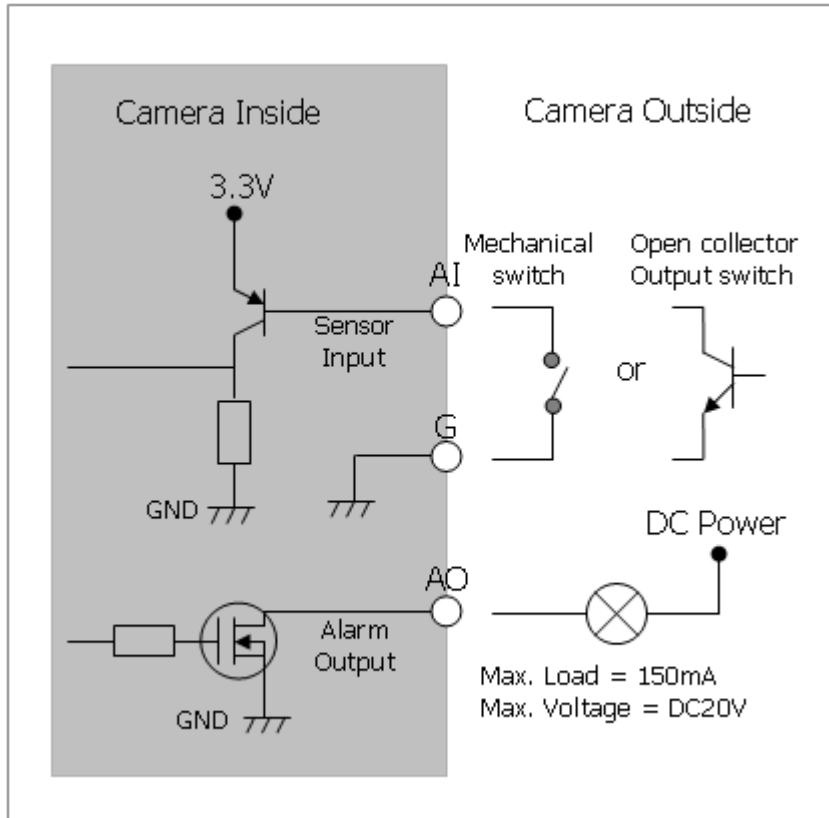 Camera Inside
Camera Outside
3.3V
AI
Sensor
Input
Mechanical
switch
Open collector
Output switch
or
G
GND
DC Power
AO
Alarm
Output
GND
Max. Load = 150mA
Max. Voltage = DC20V